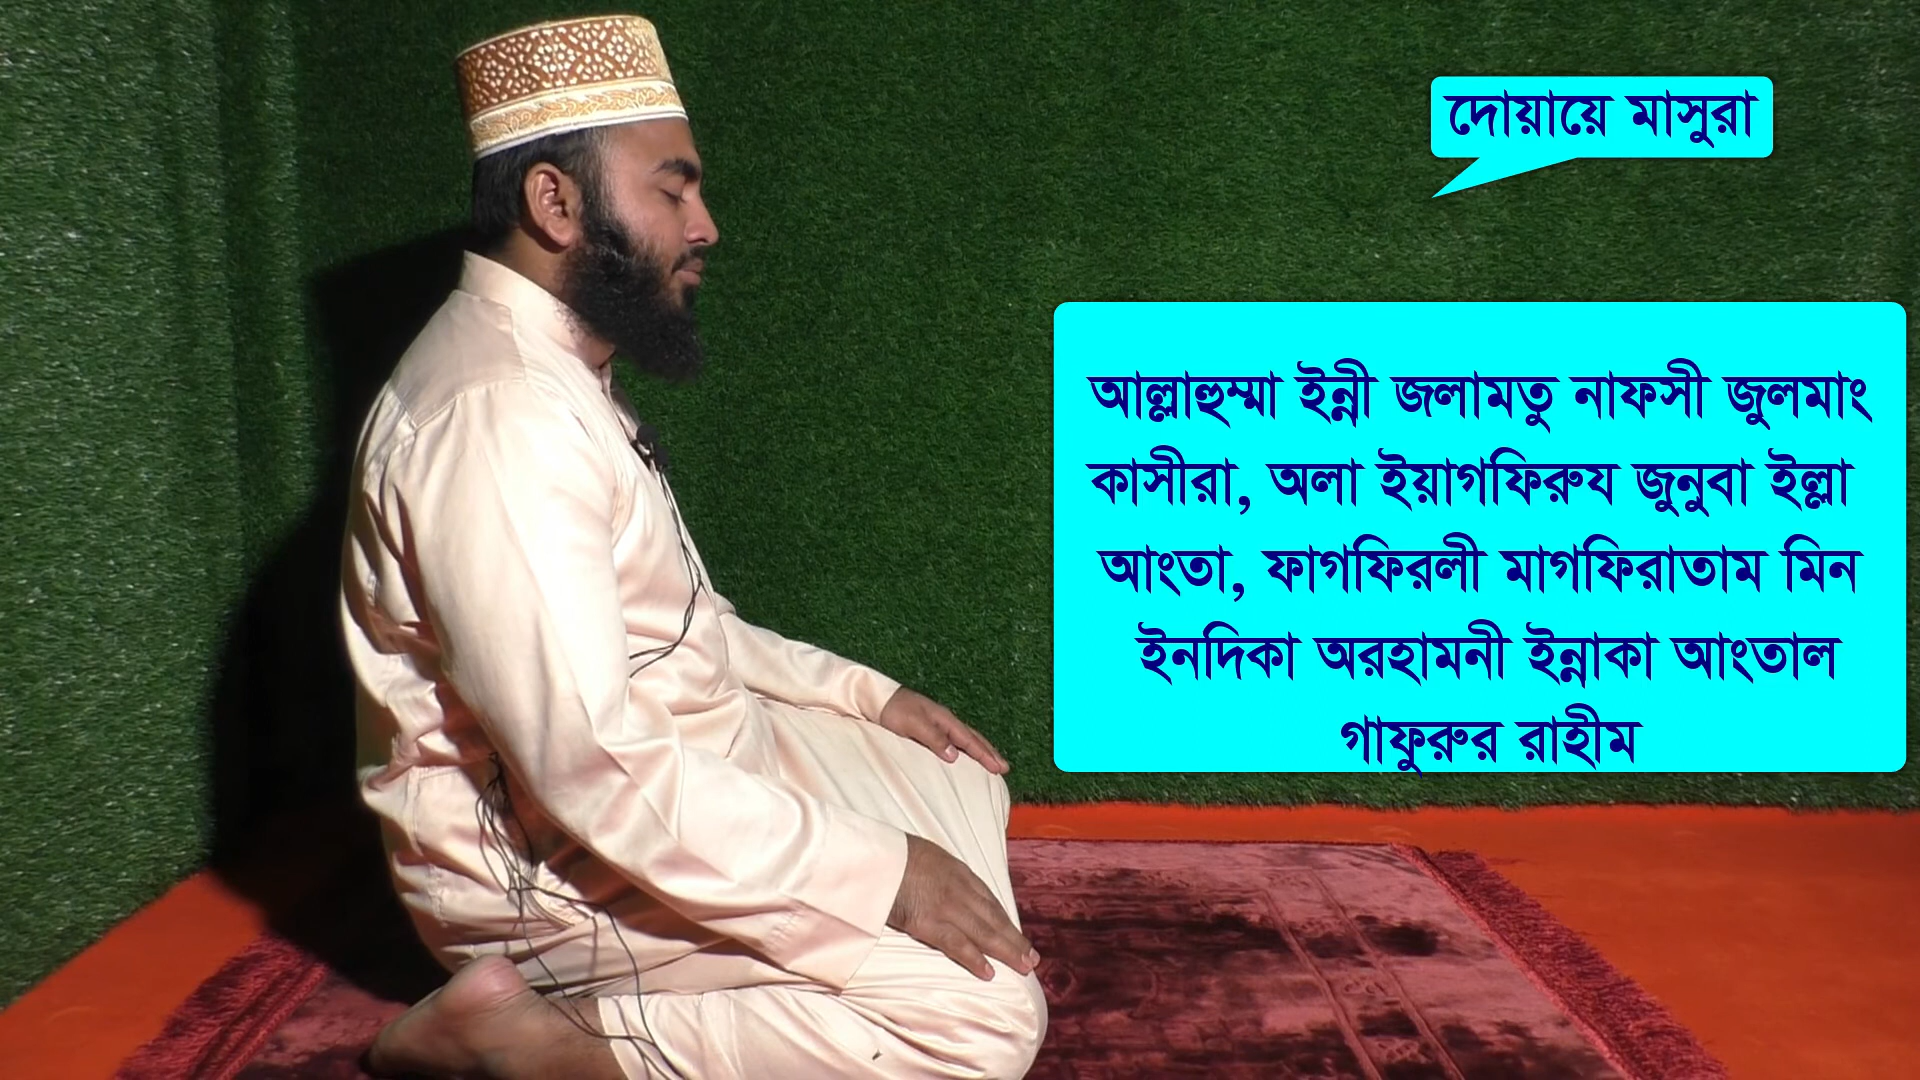 দোয়ায়ে মাসুরা
আল্লাহুম্মা ইন্নী জলামতু নাফসী জুলমাং
কাসীরা, অলা ইয়াগফিরুয জুনুবা ইল্লা
আংতা, ফাগফিরলী মাগফিরাতাম মিন
ইনদিকা অরহামনী ইন্নাকা আংতাল
গাফুরুর রাহীম